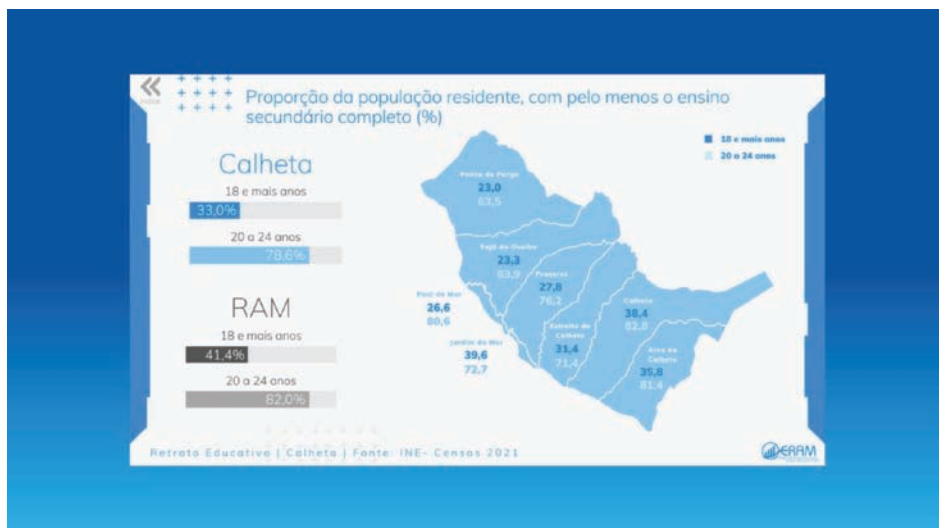 Proporção da população residente, com pelo menos o ensino
secundário completo (%)
18 e mais anos
20 a 24 anos
Calheta
18 e mais anos
33,0%
20 a 24 anos
78,6%
RAM
18 e mais anos
41,4%
20 a 24 anos
82,0%
Ponta do Pargo
23,0
63,5
Fajã da Ovelha
23,3
83,9
Prazeres
27,8
76,2
Paul do Mar
26,6
80,6
Jardim do Mar
39,6
72,7
Estreito da
Calheta
31,4
71,4
Calheta
38,4
82,8
Arco da
Calheta
35,8
81,4
Retrato Educativo | Calheta | Fonte: INE- Censos 2021
ERAM